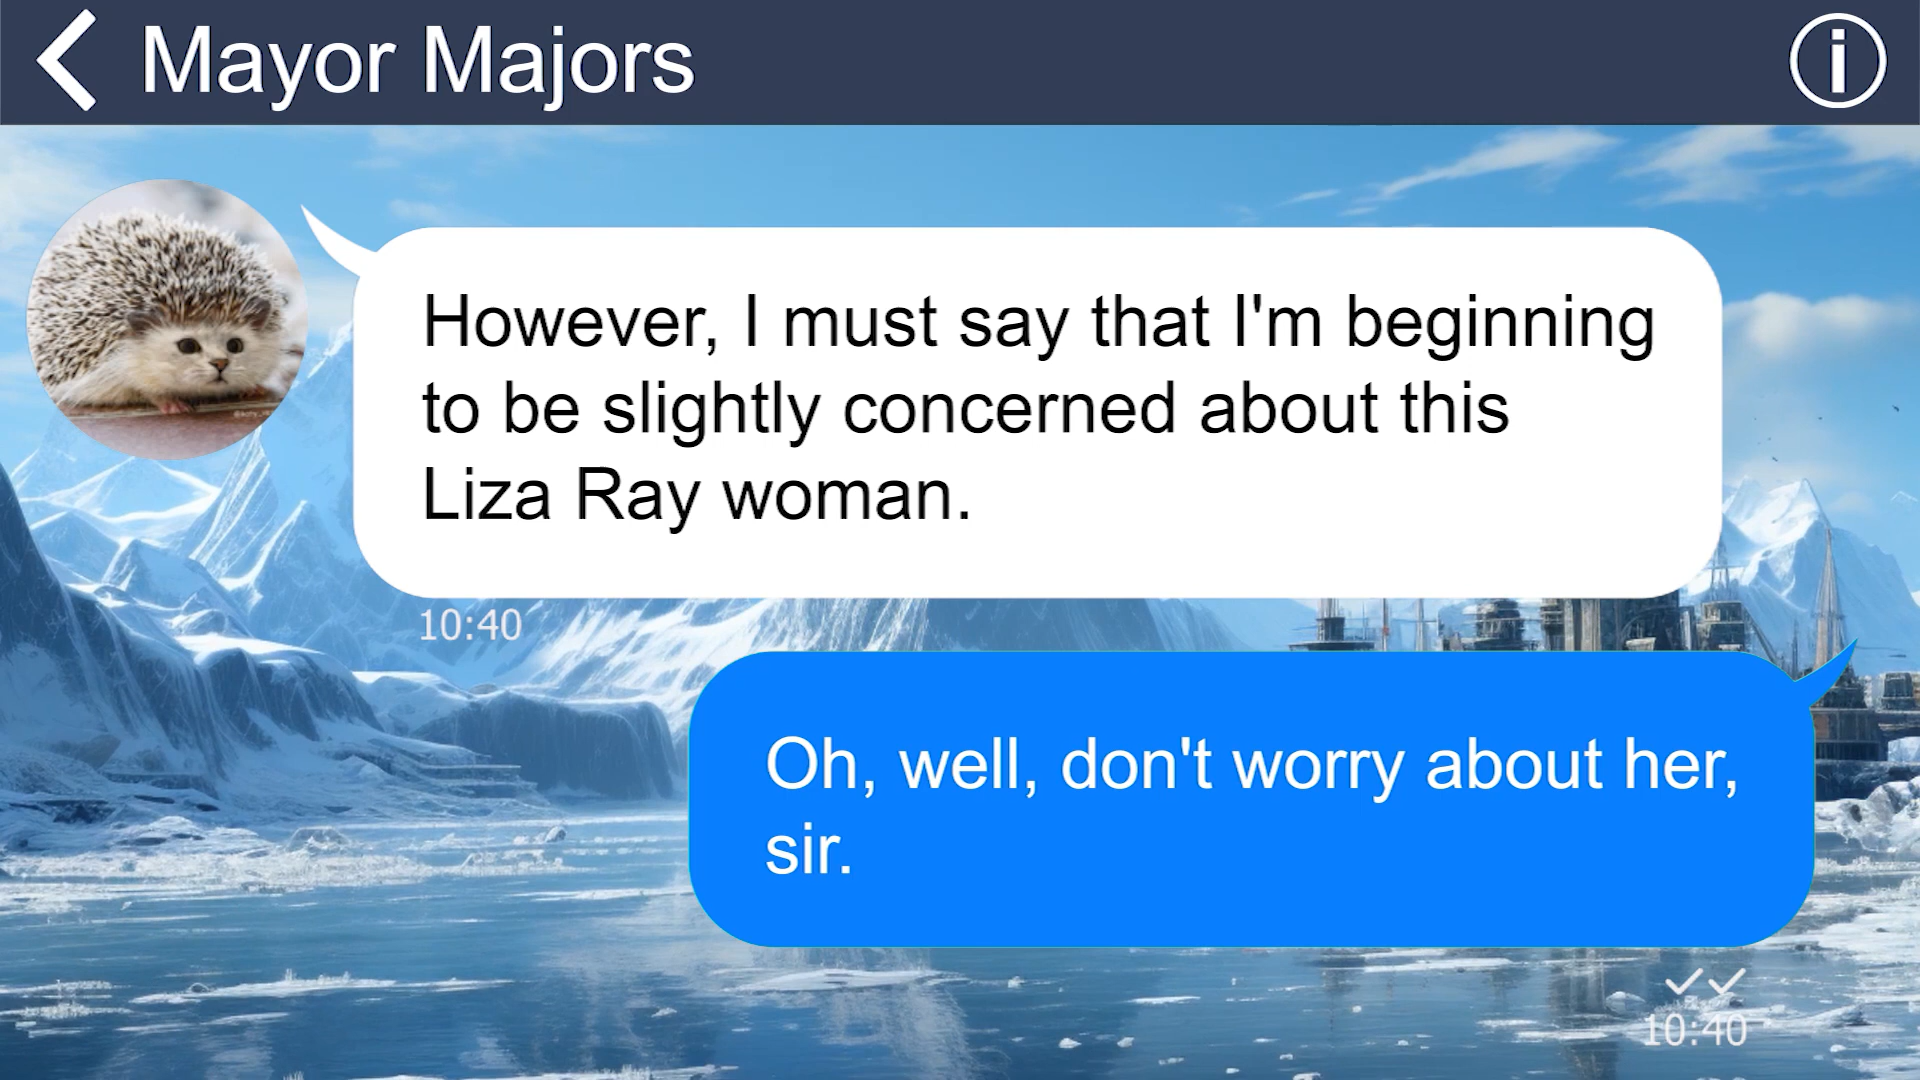 Mayor Majors
However, I must say that I'm beginning
to be slightly concerned about this
Liza Ray woman.
10:40
Oh, well, don't worry about her,
sir.
10:40